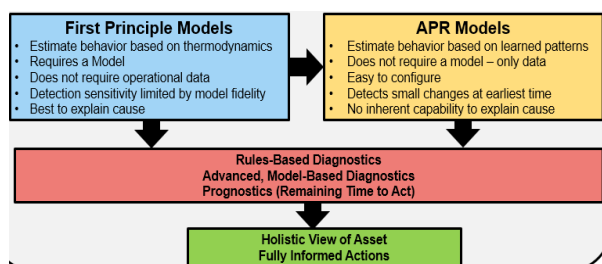 First Principle Models
• Estimate behavior based on thermodynamics
• Requires a Model
• Does not require operational data
• Detection sensitivity limited by model fidelity
• Best to explain cause
APR Models
• Estimate behavior based on learned patterns
• Does not require a model – only data
• Easy to configure
• Detects small changes at earliest time
• No inherent capability to explain cause
Rules-Based Diagnostics
Advanced, Model-Based Diagnostics
Prognostics (Remaining Time to Act)
Holistic View of Asset
Fully Informed Actions